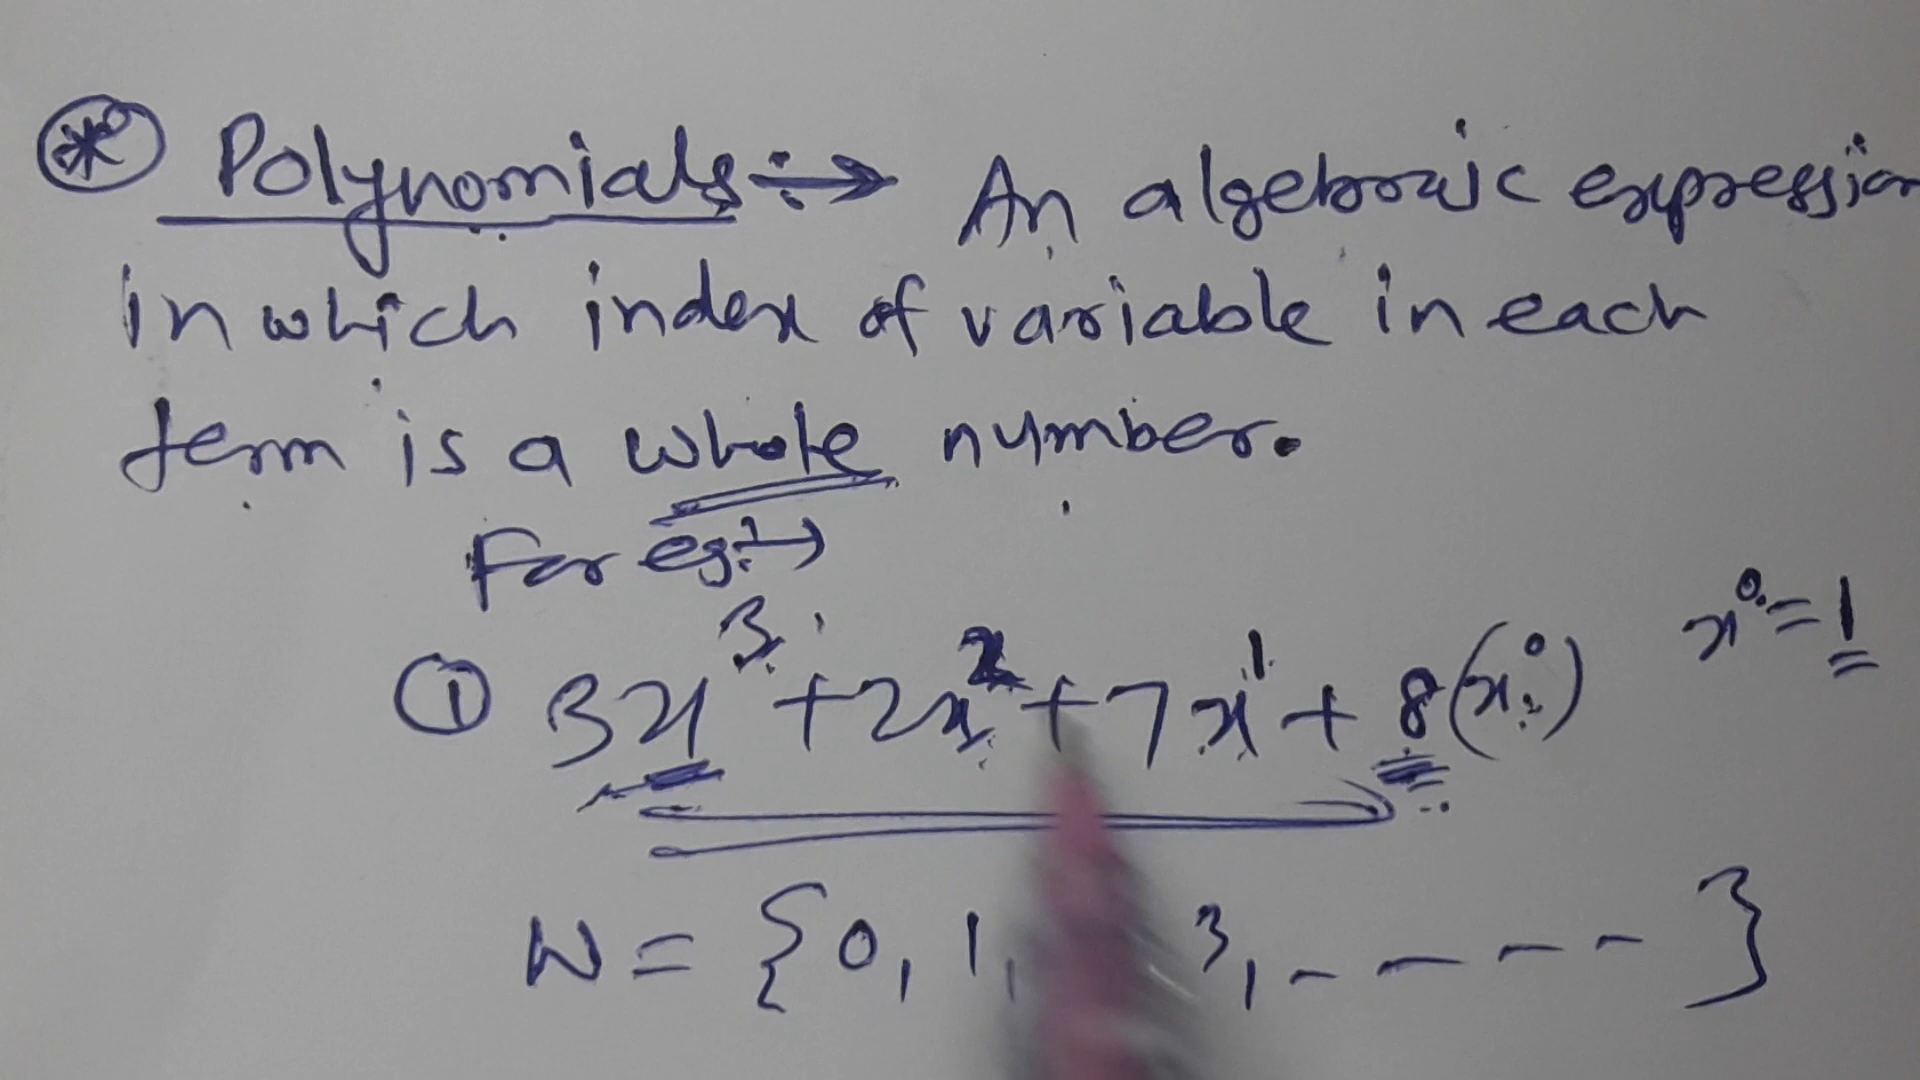 * Polynomials :→ An algebraic expression
in which index of variable in each
term is a whole number.
For eg:→
① 3x³ + 2x² + 7x¹ + 8(x⁰) x⁰ = 1
W = {0, 1, 3, - - - - -}